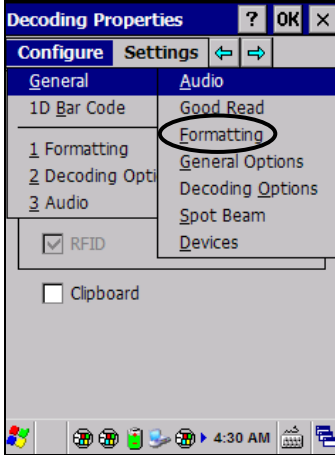 Decoding Properties ? OK ×
Configure Settings
General
1D Bar Code
1 Formatting
2 Decoding Opti
3 Audio
Audio
Good Read
Formatting
General Options
Decoding Options
Spot Beam
Devices
RFID
Clipboard
4:30 AM